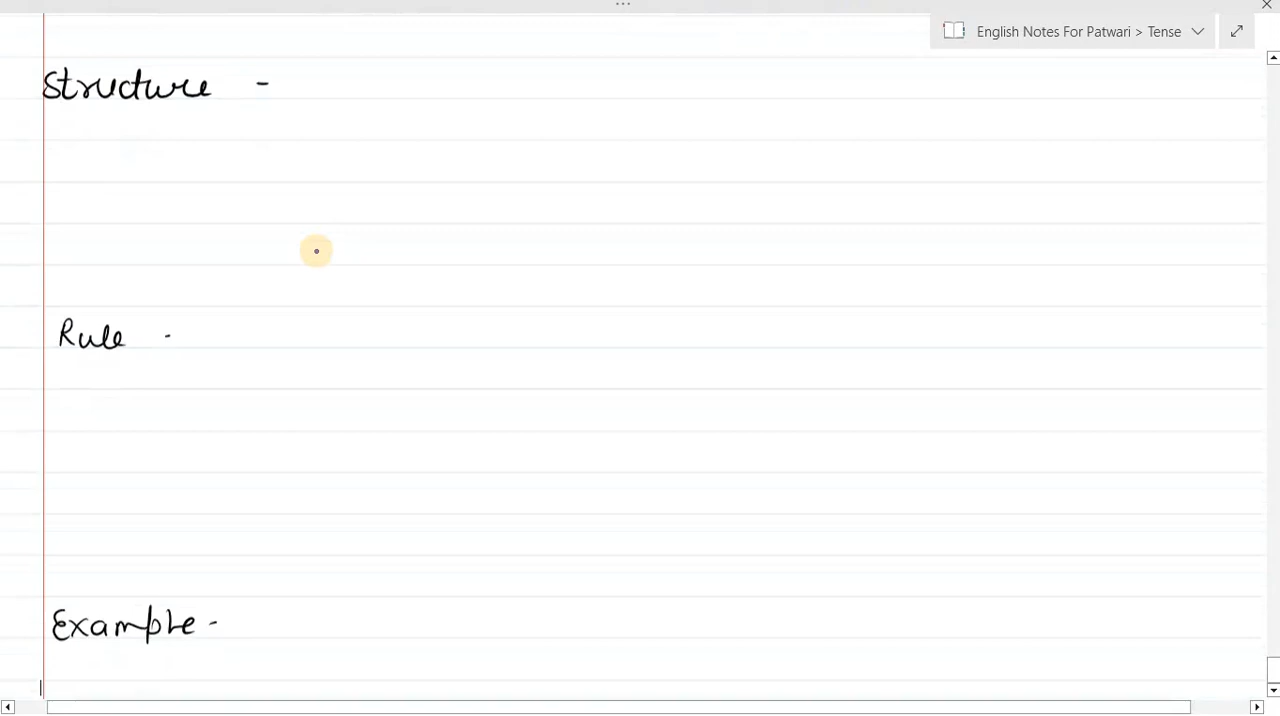 English Notes For Patwari > Tense
Structure -
Rule -
Example -